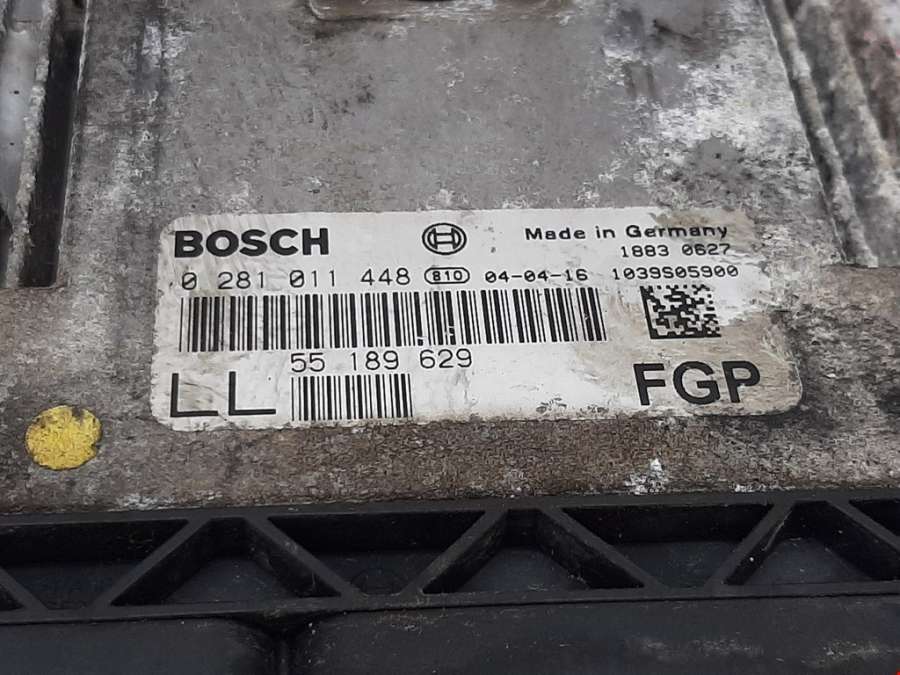 BOSCH Made in Germany
1883 0627
0 281 011 448 810 04-04-16 1039S05900
55 189 629
LL FGP